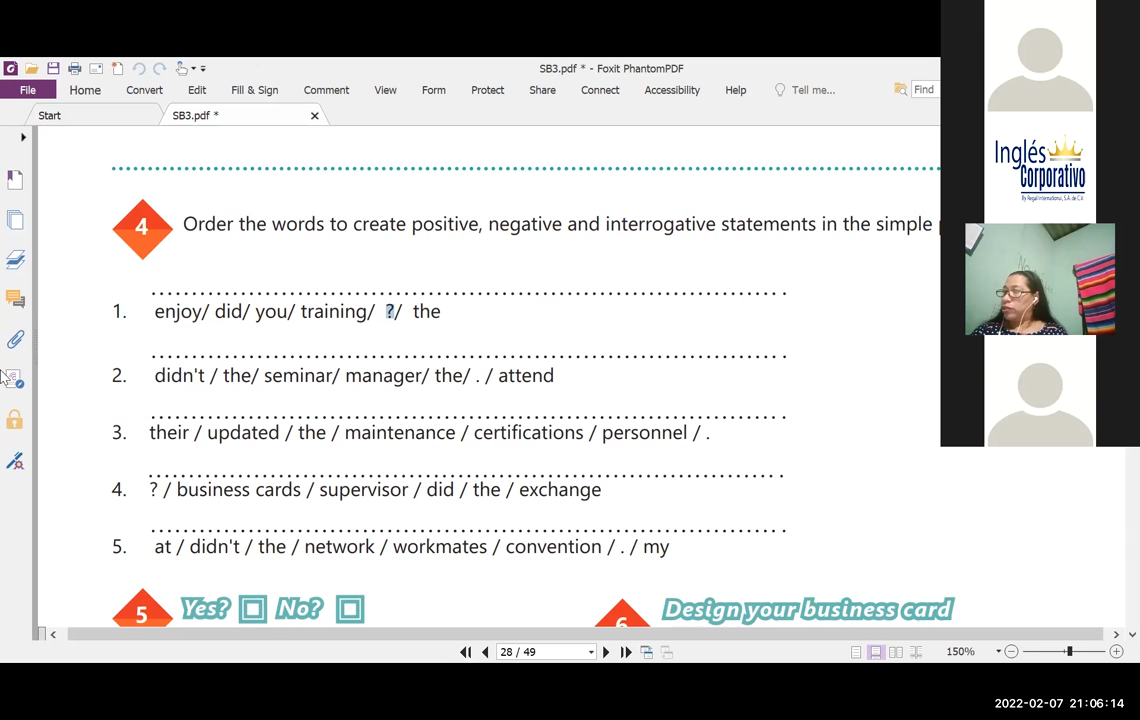 SB3.pdf * - Foxit PhantomPDF
File Home Convert Edit Fill & Sign Comment View Form Protect Share Connect Accessibility Help Tell me... Find
Start SB3.pdf *
4 Order the words to create positive, negative and interrogative statements in the simple
1. enjoy/ did/ you/ training/ ?/ the
2. didn't / the/ seminar/ manager/ the/ . / attend
3. their / updated / the / maintenance / certifications / personnel / .
4. ? / business cards / supervisor / did / the / exchange
5. at / didn't / the / network / workmates / convention / . / my
5 Yes? No?
6 Design your business card
28 / 49
150%
Inglés
Corporativo
By Regal International, S.A. de C.V.
2022-02-07 21:06:14